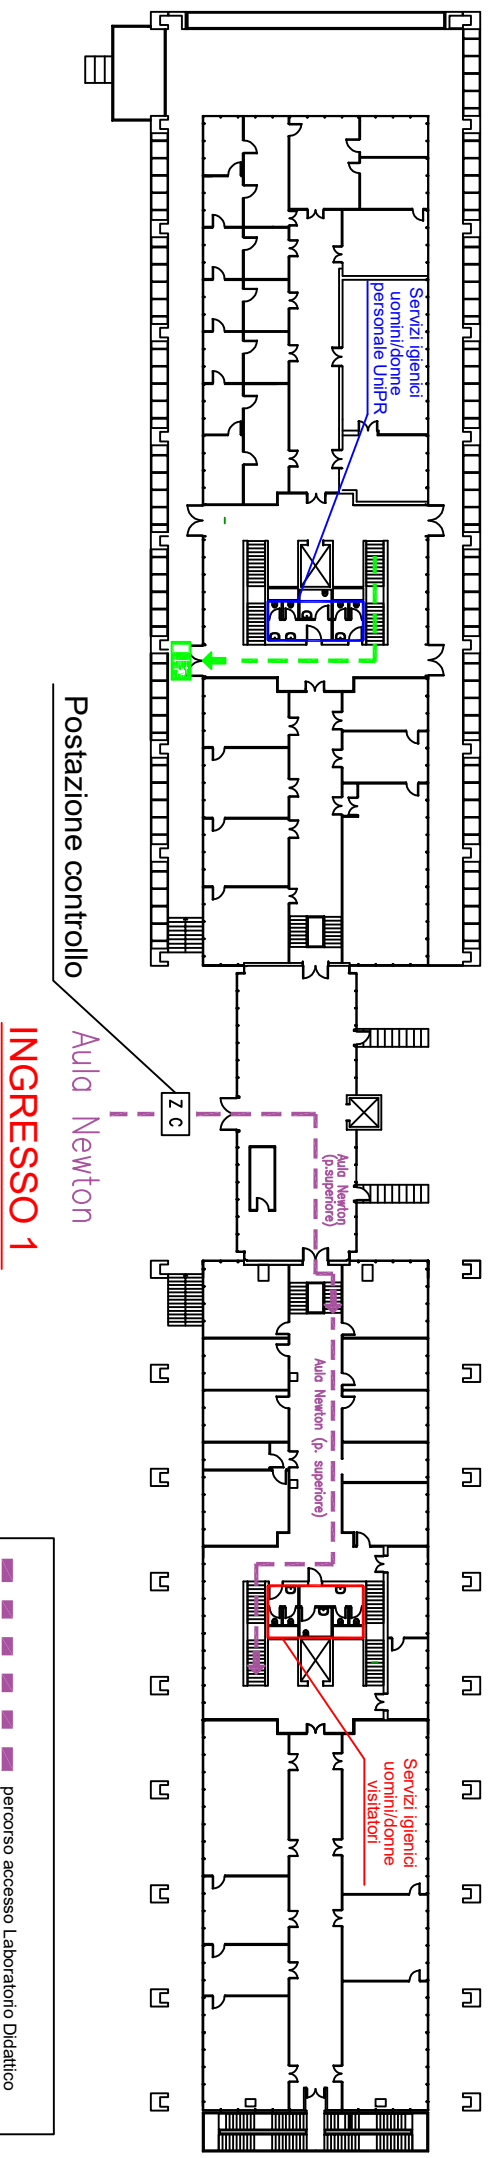 Servizi igienici
uomini/donne
personale UniPR
Postazione controllo
Aula Newton
INGRESSO 1
Z C
Aula Newton
(p.superiore)
Aula Newton (p. superiore)
Servizi igienici
uomini/donne
visitatori
percorso accesso Laboratorio Didattico